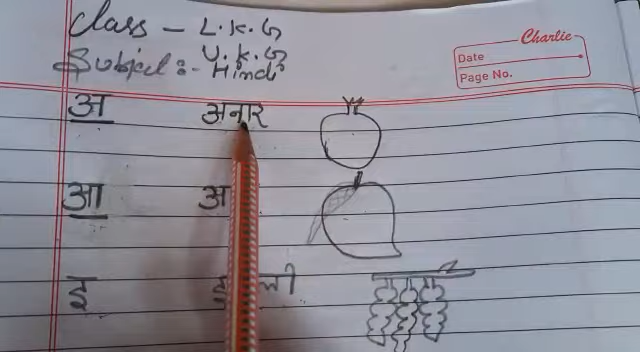 Class - L.K.G
U.K.G
Subject :- Hindi
Charlie
Date
Page No.
अ अनार
आ
इ